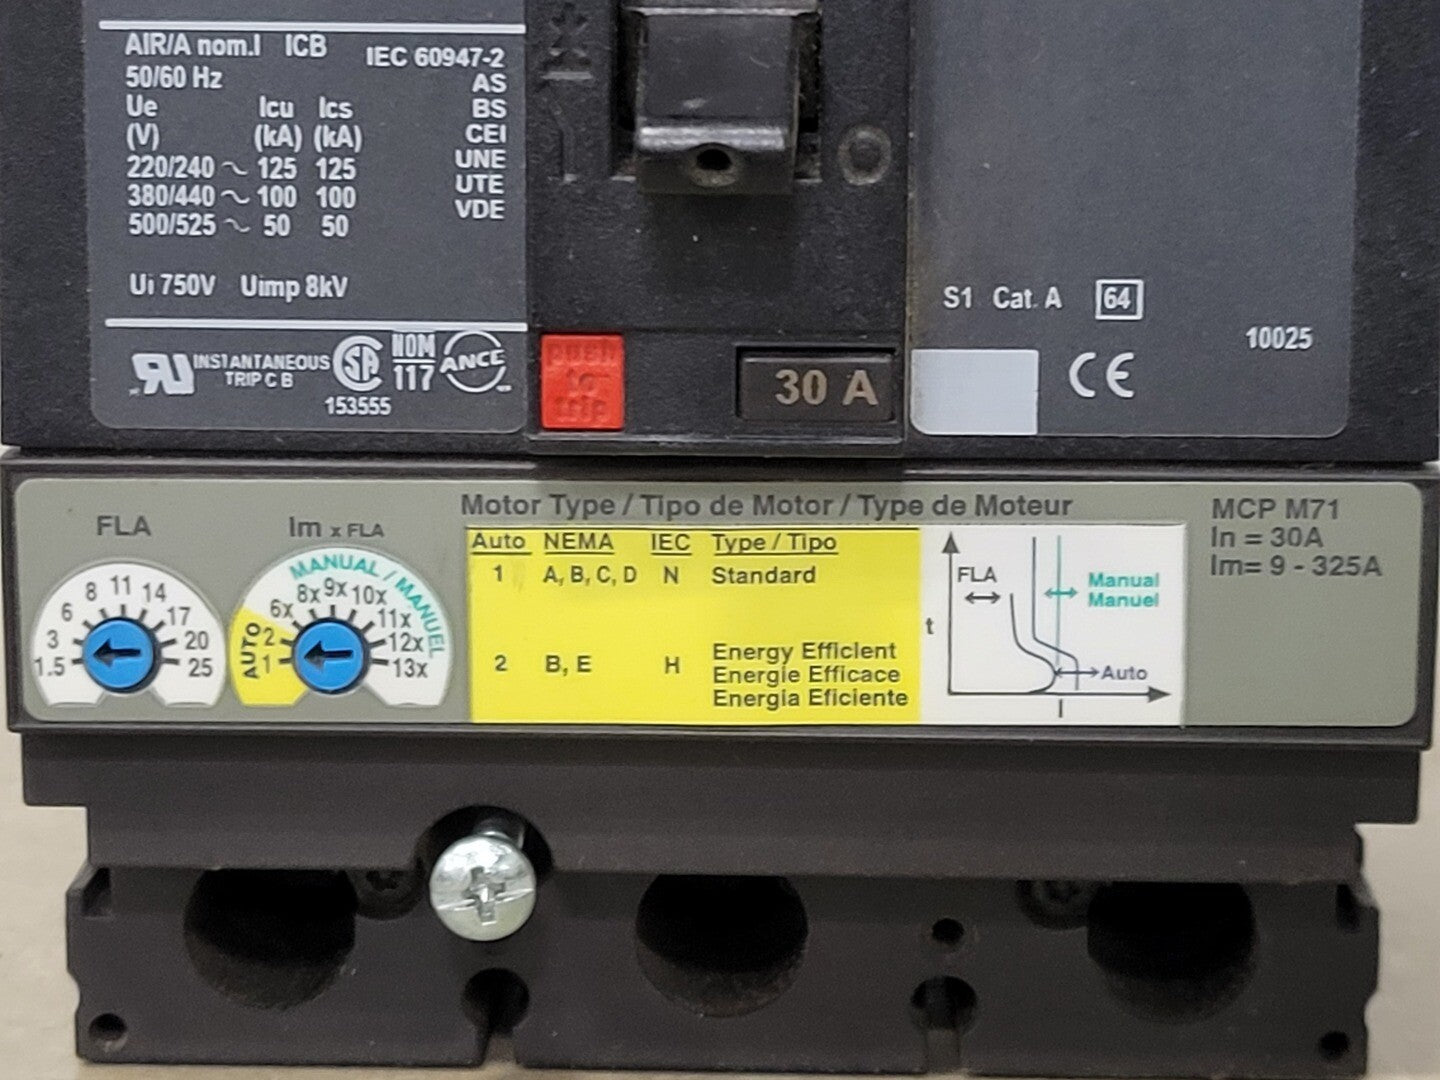 AIR/A nom.I ICB
IEC 60947-2
50/60 Hz
AS
Ue Icu Ics
BS
(V) (kA) (kA)
CEI
220/240 ~ 125 125
UNE
380/440 ~ 100 100
UTE
500/525 ~ 50 50
VDE
Ui 750V Uimp 8kV
INSTANTANEOUS
TRIP C B
153555
NOM
117
ANCE
push
to
trip
30 A
S1 Cat. A 64
10025
CE
FLA
1.5 3 6 8 11 14 17 20 25
Im x FLA
MANUAL / MANUEL
AUTO
1 2 6x 8x 9x 10x 11x 12x 13x
Motor Type / Tipo de Motor / Type de Moteur
Auto NEMA IEC Type / Tipo
1 A, B, C, D N Standard
2 B, E H Energy Efficient
Energie Efficace
Energia Eficiente
FLA
Manual
Manuel
t
Auto
I
MCP M71
In = 30A
Im= 9 - 325A